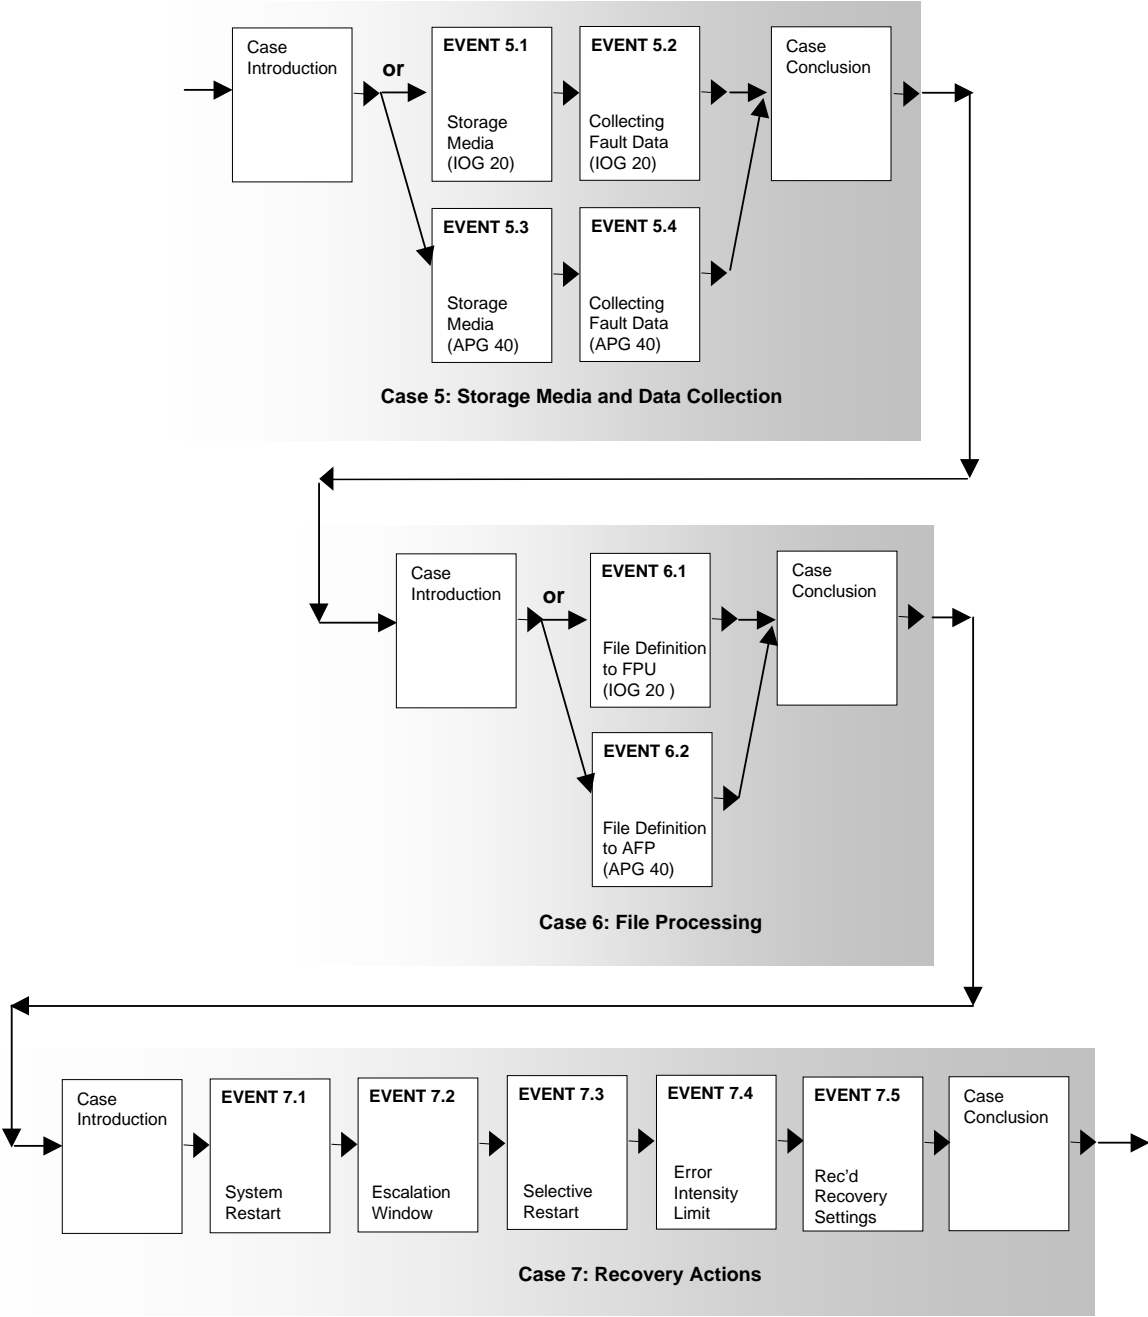 Case
Introduction
or
EVENT 5.1
Storage
Media
(IOG 20)
EVENT 5.2
Collecting
Fault Data
(IOG 20)
Case
Conclusion
EVENT 5.3
Storage
Media
(APG 40)
EVENT 5.4
Collecting
Fault Data
(APG 40)
Case 5: Storage Media and Data Collection
Case
Introduction
or
EVENT 6.1
File Definition
to FPU
(IOG 20 )
Case
Conclusion
EVENT 6.2
File Definition
to AFP
(APG 40)
Case 6: File Processing
Case
Introduction
EVENT 7.1
System
Restart
EVENT 7.2
Escalation
Window
EVENT 7.3
Selective
Restart
EVENT 7.4
Error
Intensity
Limit
EVENT 7.5
Rec'd
Recovery
Settings
Case
Conclusion
Case 7: Recovery Actions